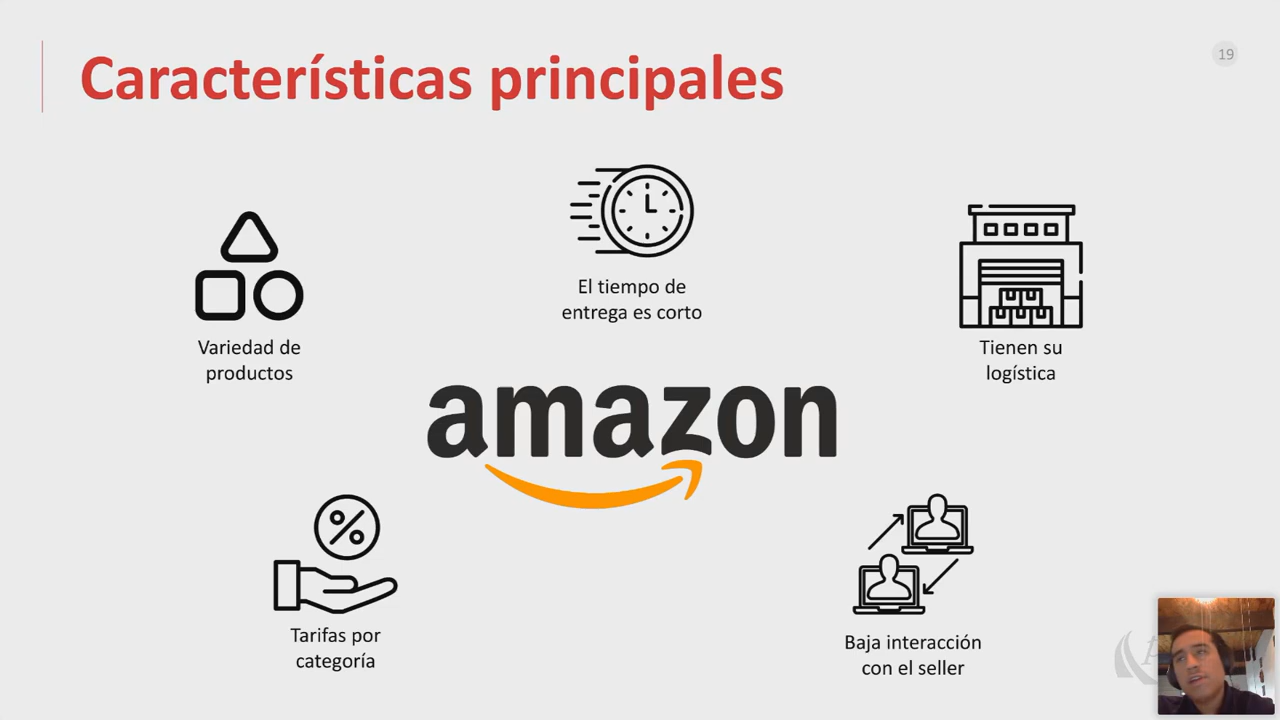 Características principales
19
El tiempo de
entrega es corto
Variedad de
productos
Tienen su
logística
amazon
Tarifas por
categoría
Baja interacción
con el seller